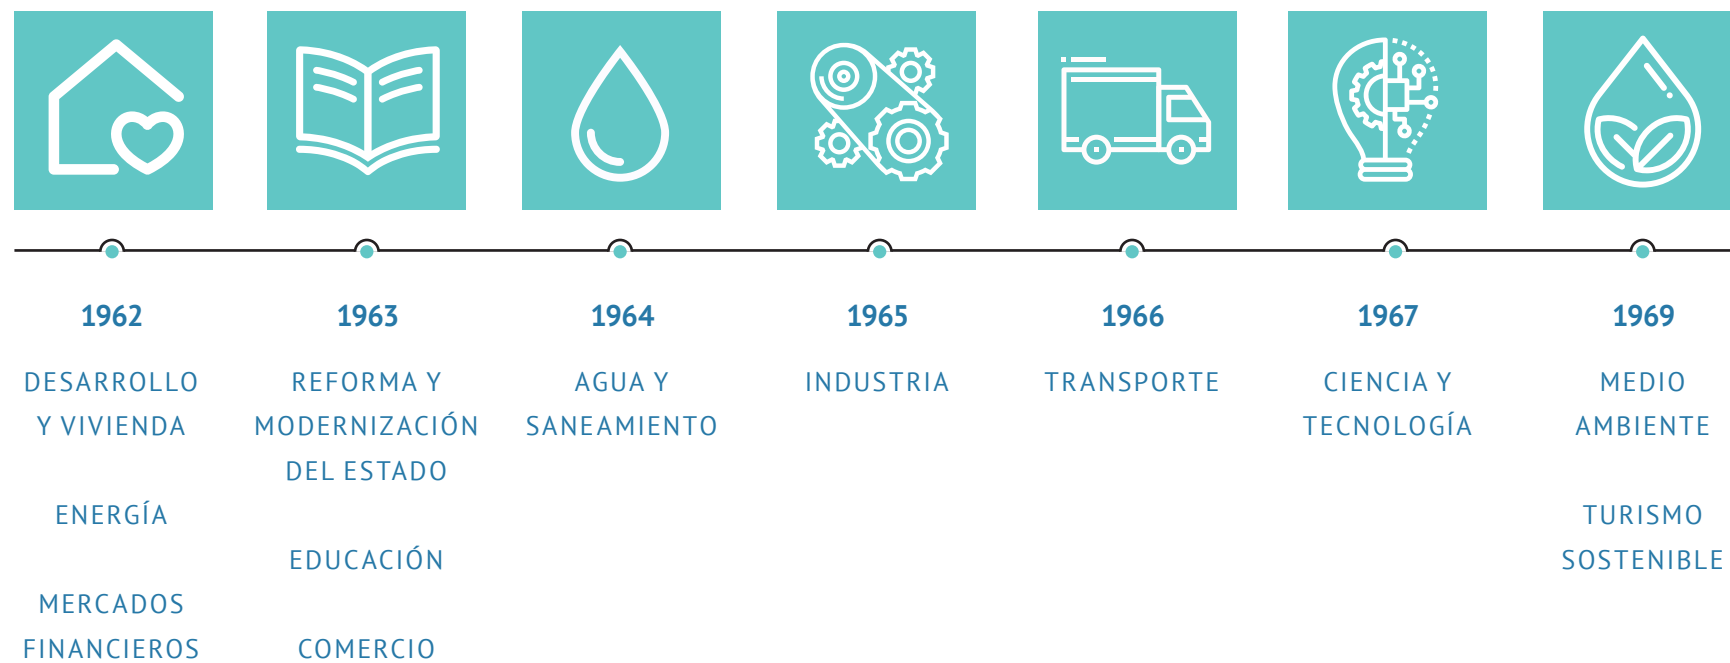 1962
DESARROLLO
Y VIVIENDA
ENERGÍA
MERCADOS
FINANCIEROS
1963
REFORMA Y
MODERNIZACIÓN
DEL ESTADO
EDUCACIÓN
COMERCIO
1964
AGUA Y
SANEAMIENTO
1965
INDUSTRIA
1966
TRANSPORTE
1967
CIENCIA Y
TECNOLOGÍA
1969
MEDIO
AMBIENTE
TURISMO
SOSTENIBLE